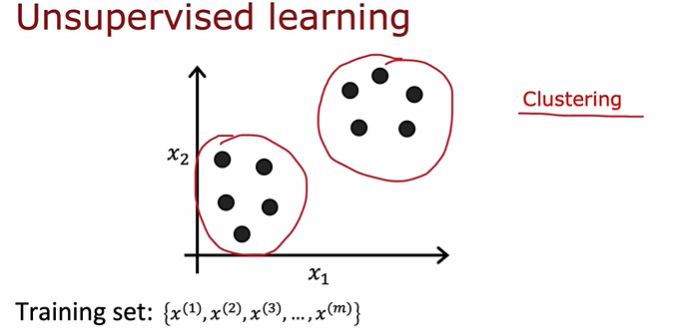 Unsupervised learning
Clustering
x₂
x₁
Training set: {x⁽¹⁾, x⁽²⁾, x⁽³⁾, ..., x⁽ᵐ⁾}